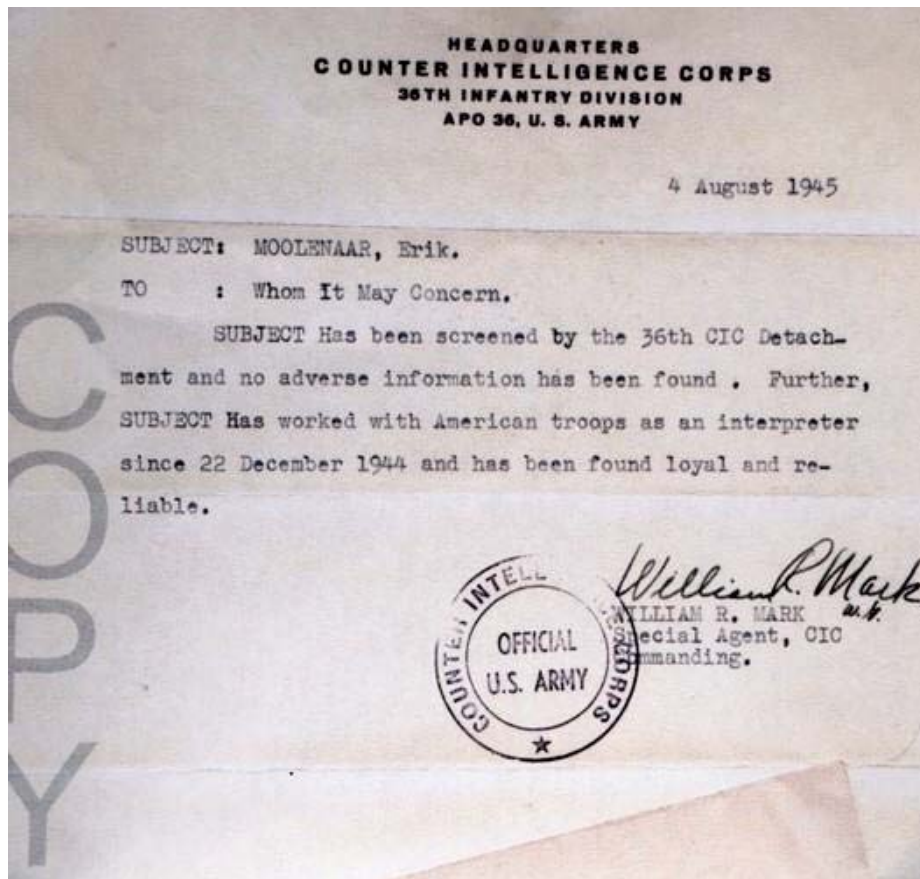 HEADQUARTERS
COUNTER INTELLIGENCE CORPS
36TH INFANTRY DIVISION
APO 36, U. S. ARMY
4 August 1945
SUBJECT: MOOLENAAR, Erik.
TO : Whom It May Concern.
SUBJECT Has been screened by the 36th CIC Detach-
ment and no adverse information has been found . Further,
SUBJECT Has worked with American troops as an interpreter
since 22 December 1944 and has been found loyal and re-
liable.
William R. Mark
WILLIAM R. MARK
Special Agent, CIC
Commanding.
COUNTER INTELL CORPS
OFFICIAL
U.S. ARMY
COPY